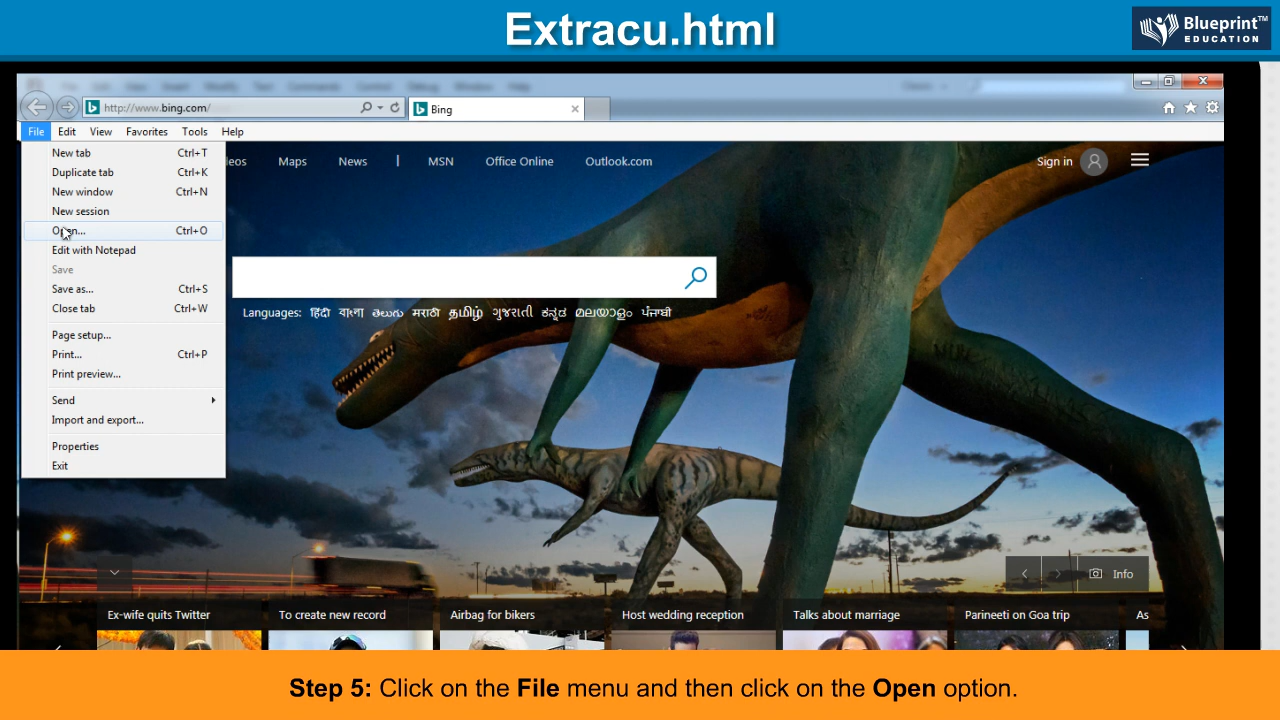 Extracu.html
Blueprint™
EDUCATION
http://www.bing.com/
Bing
File Edit View Favorites Tools Help
New tab Ctrl+T
Duplicate tab Ctrl+K
New window Ctrl+N
New session
Open... Ctrl+O
Edit with Notepad
Save
Save as... Ctrl+S
Close tab Ctrl+W
Page setup...
Print... Ctrl+P
Print preview...
Send
Import and export...
Properties
Exit
Maps News | MSN Office Online Outlook.com Sign in
Languages: हिंदी বাংলা తెలుగు मराठी தமிழ் ગુજરાતી ಕನ್ನಡ മലയാളം ਪੰਜਾਬੀ
Info
Ex-wife quits Twitter To create new record Airbag for bikers Host wedding reception Talks about marriage Parineeti on Goa trip As
Step 5: Click on the File menu and then click on the Open option.